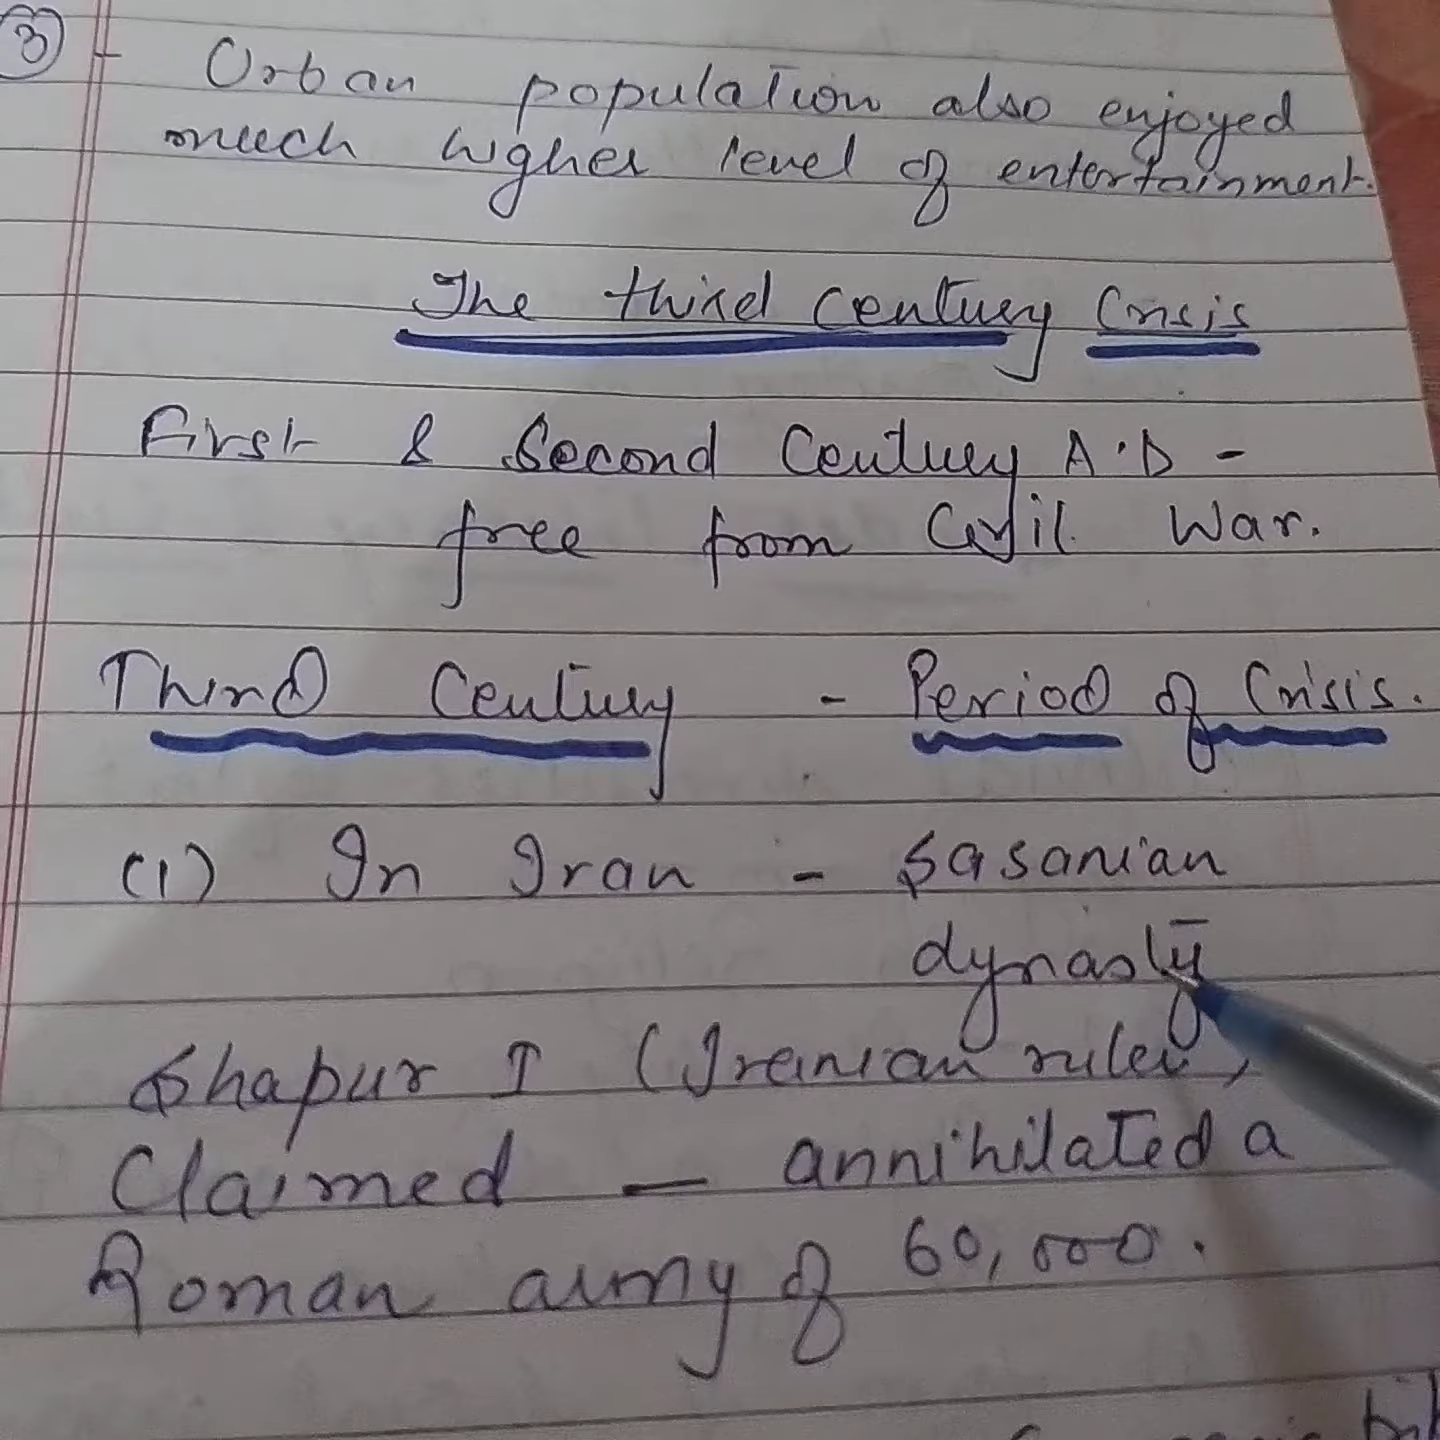 3 - Urban population also enjoyed
much higher level of entertainment.
The third Century Crisis
First & Second Century A.D -
free from Civil War.
Third Century - Period of Crisis.
(1) In Iran - Sasanian
dynasty
Shapur I (Iranian ruler,
Claimed — annihilated a
Roman army of 60,000.